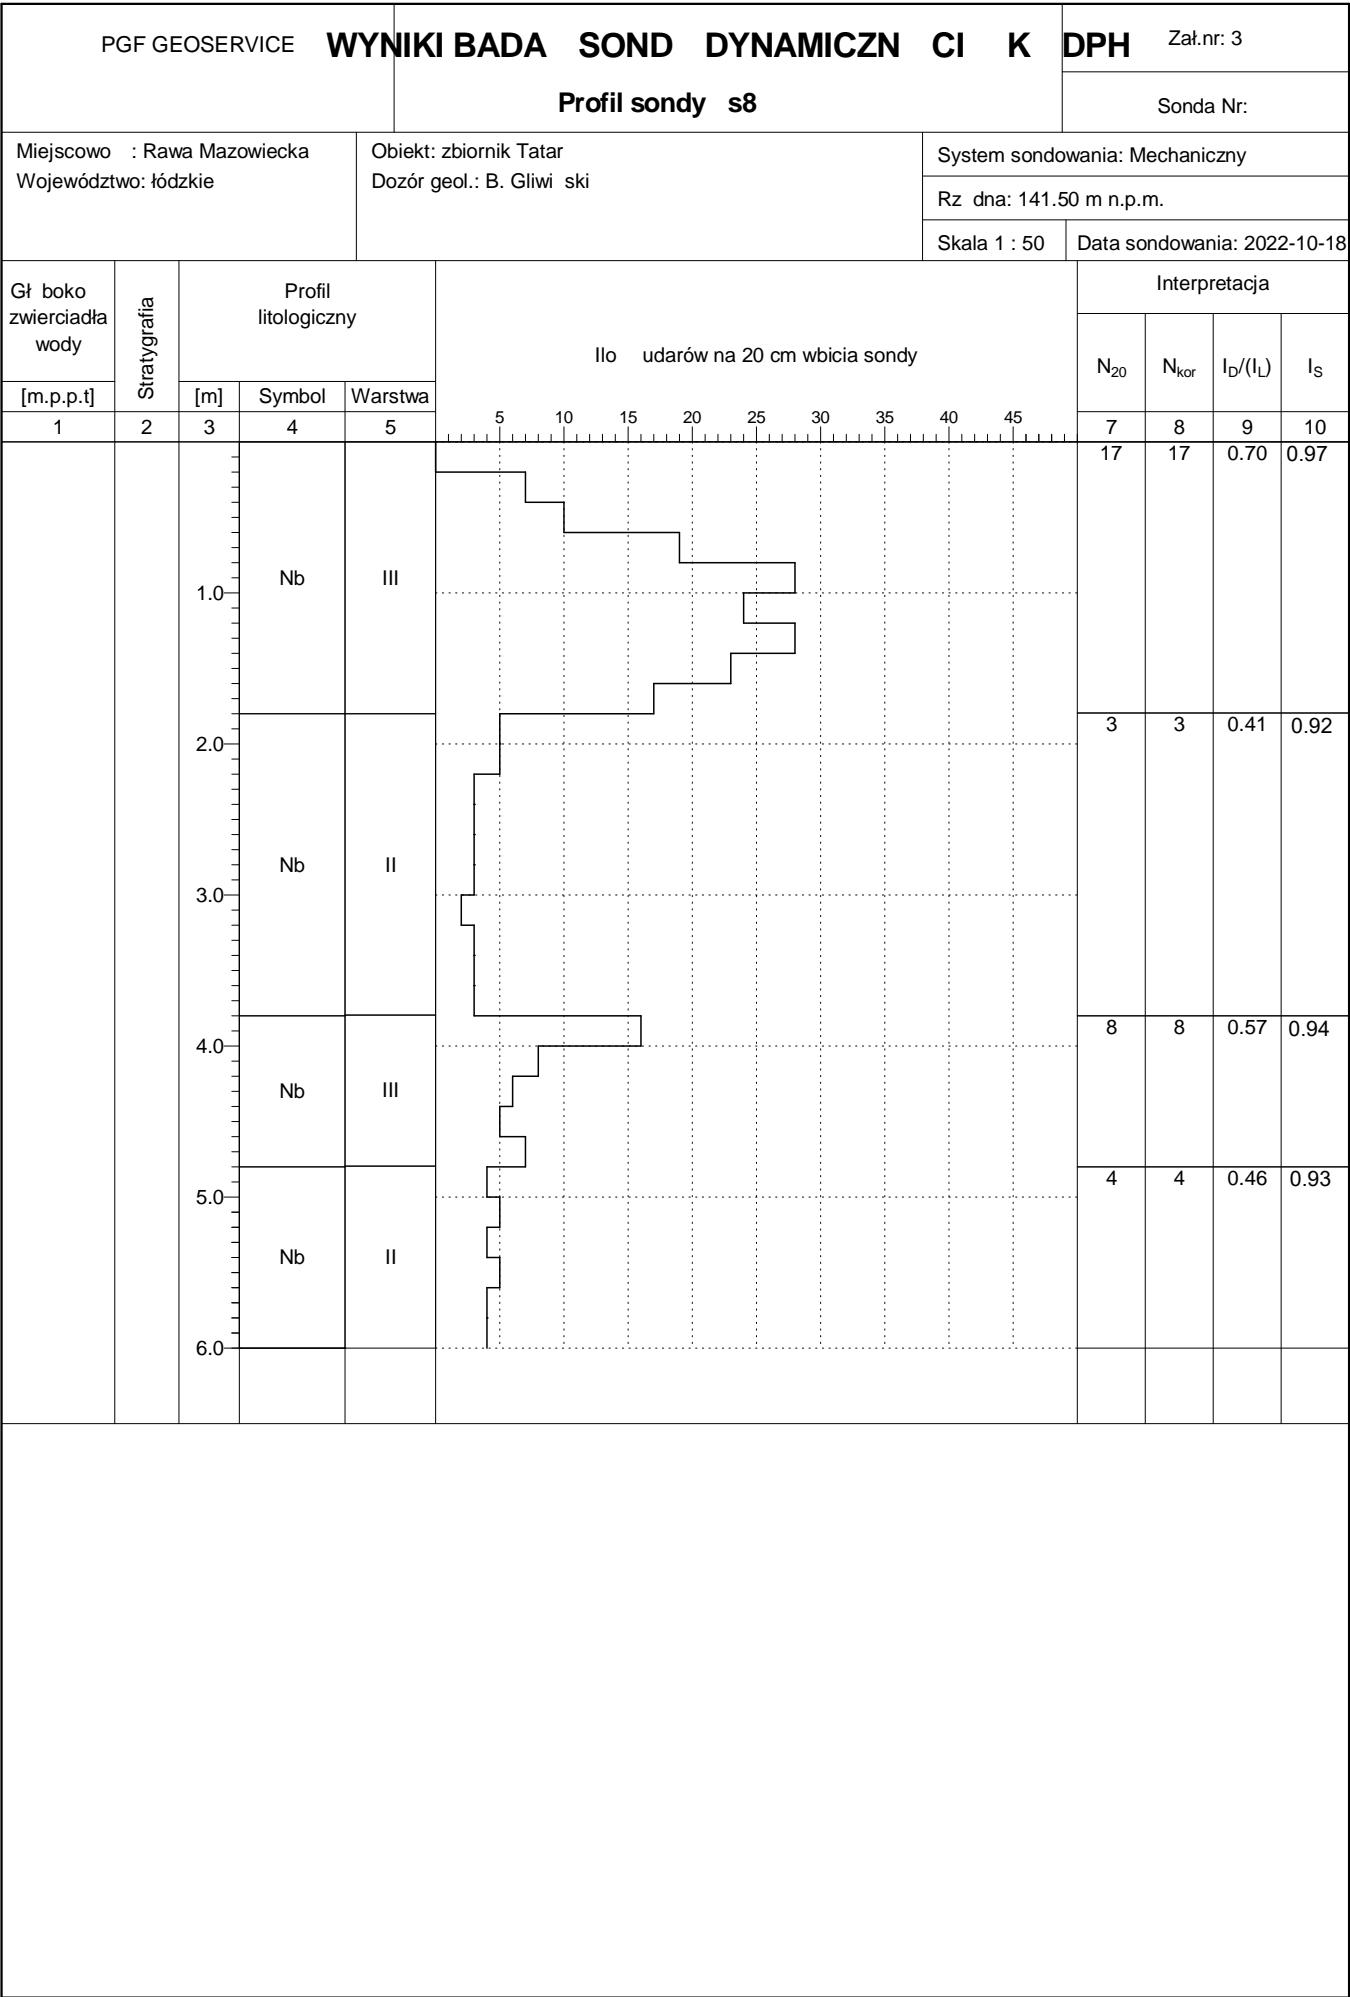 PGF GEOSERVICE
WYNIKI BADA SOND DYNAMICZN CI K DPH
Zał.nr: 3
Profil sondy s8
Sonda Nr:
Miejscowo : Rawa Mazowiecka
Województwo: łódzkie
Obiekt: zbiornik Tatar
Dozór geol.: B. Gliwi ski
System sondowania: Mechaniczny
Rz dna: 141.50 m n.p.m.
Skala 1 : 50
Data sondowania: 2022-10-18
Gł boko
zwierciadła
wody
[m.p.p.t]
Stratygrafia
Profil
litologiczny
[m] Symbol Warstwa
Ilo udarów na 20 cm wbicia sondy
Interpretacja
N20 Nkor ID/(IL) IS
5 10 15 20 25 30 35 40 45
1 2 3 4 5 7 8 9 10
17 17 0.70 0.97
Nb III
1.0
3 3 0.41 0.92
2.0
Nb II
3.0
8 8 0.57 0.94
4.0
Nb III
4 4 0.46 0.93
5.0
Nb II
6.0